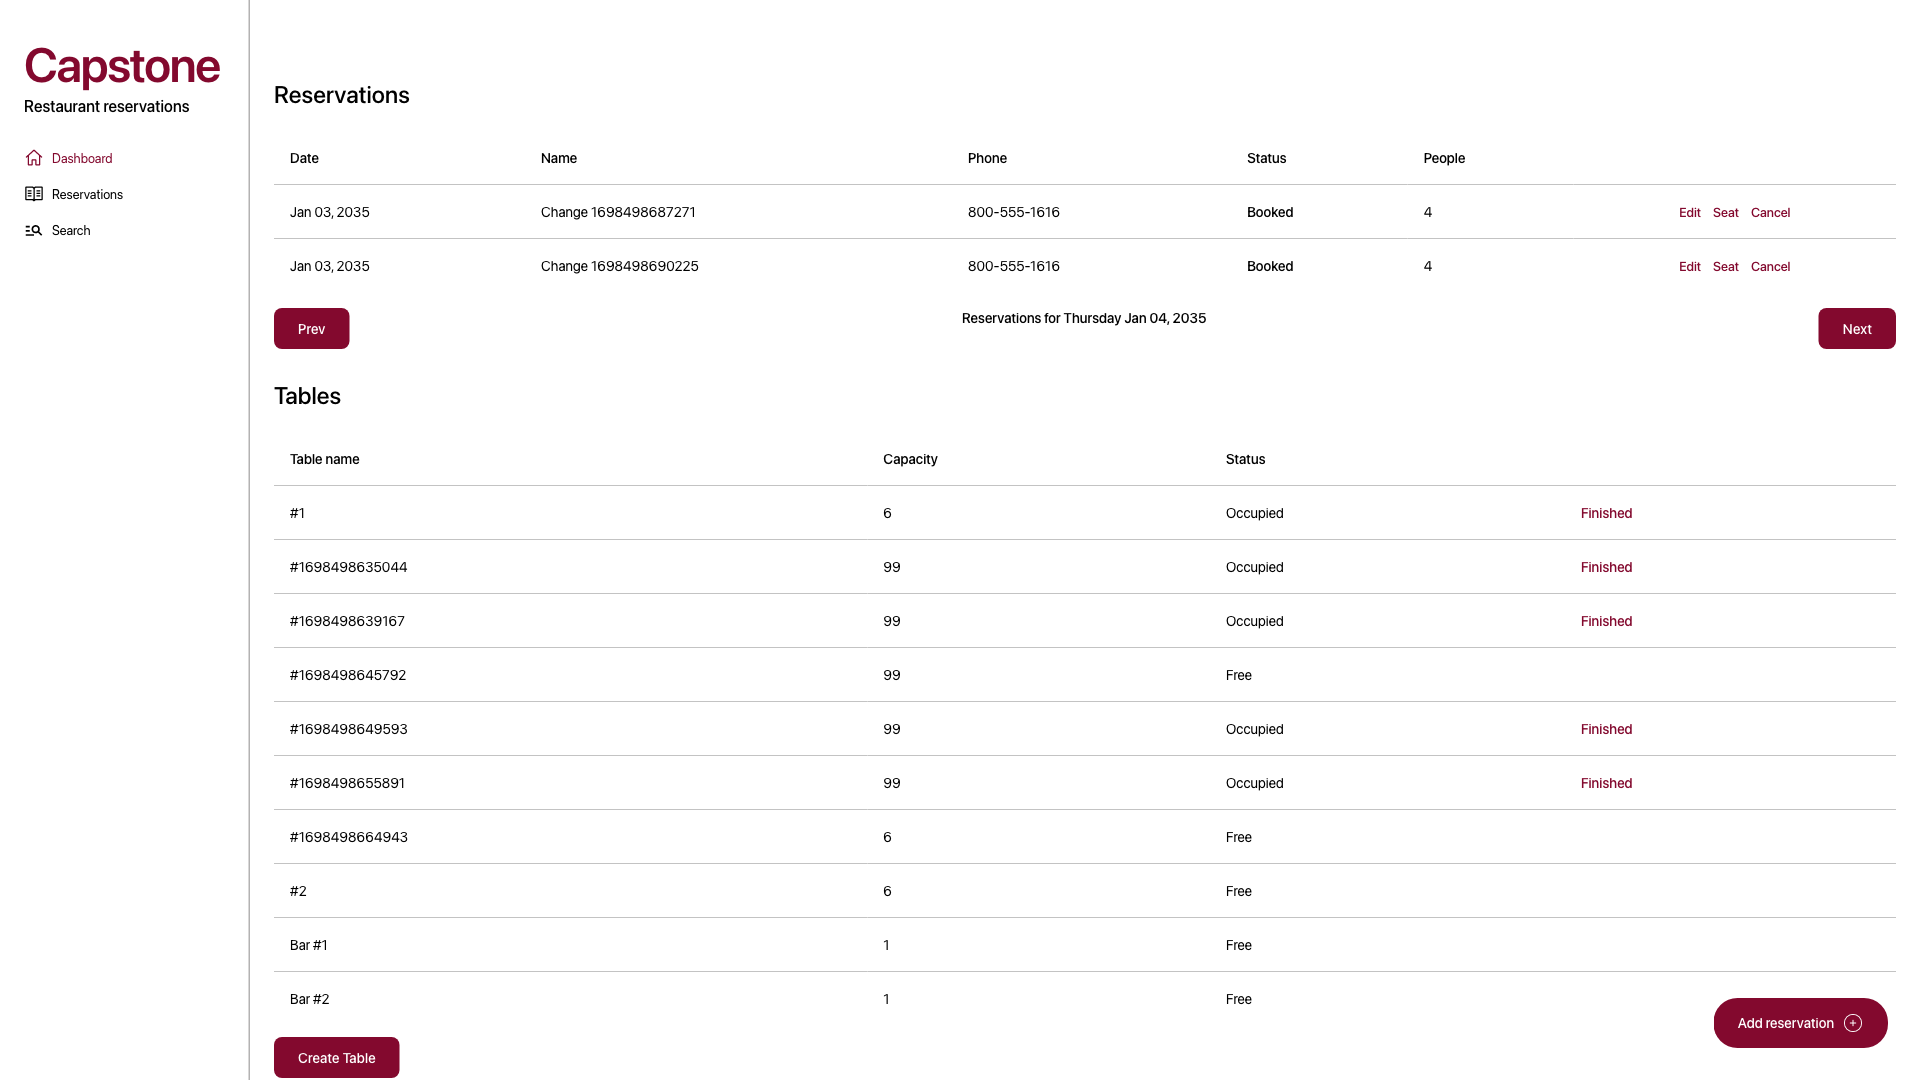 Capstone
Restaurant reservations
Dashboard
Reservations
Search
Reservations
Date Name Phone Status People
Jan 03, 2035 Change 1698498687271 800-555-1616 Booked 4 Edit Seat Cancel
Jan 03, 2035 Change 1698498690225 800-555-1616 Booked 4 Edit Seat Cancel
Prev Reservations for Thursday Jan 04, 2035 Next
Tables
Table name Capacity Status
#1 6 Occupied Finished
#1698498635044 99 Occupied Finished
#1698498639167 99 Occupied Finished
#1698498645792 99 Free
#1698498649593 99 Occupied Finished
#1698498655891 99 Occupied Finished
#1698498664943 6 Free
#2 6 Free
Bar #1 1 Free
Bar #2 1 Free
Add reservation
Create Table